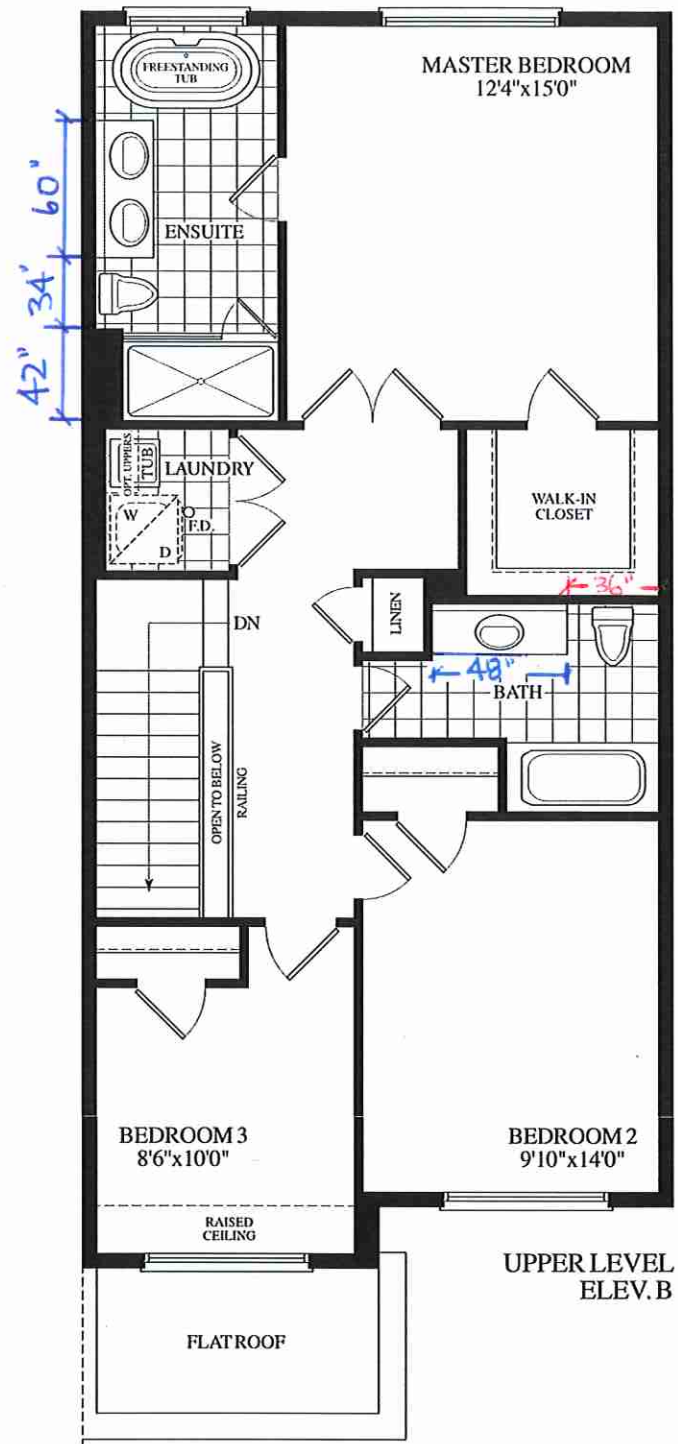 FREESTANDING
TUB
MASTER BEDROOM
12'4"x15'0"
60"
ENSUITE
34"
42"
OPT. UPPERS
TUB
LAUNDRY
W
F.D.
D
WALK-IN
CLOSET
36"
LINEN
DN
48"
BATH
OPEN TO BELOW
RAILING
BEDROOM 3
8'6"x10'0"
BEDROOM 2
9'10"x14'0"
RAISED
CEILING
UPPER LEVEL
ELEV. B
FLAT ROOF